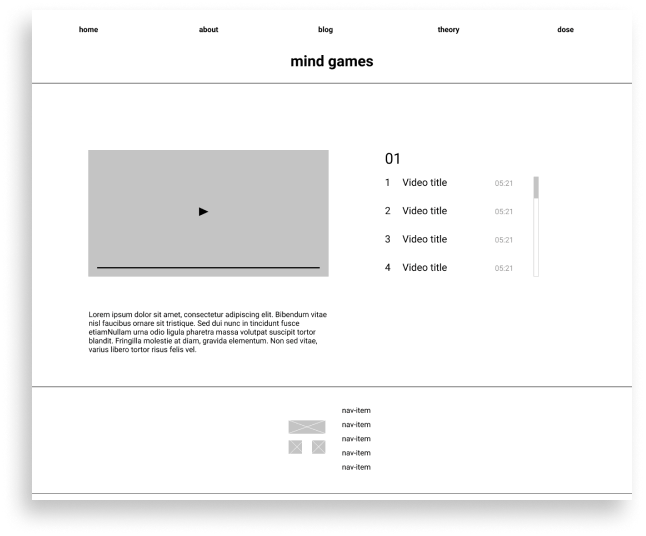 home about blog theory dose
mind games
01
1 Video title 05:21
2 Video title 05:21
3 Video title 05:21
4 Video title 05:21
Lorem ipsum dolor sit amet, consectetur adipiscing elit. Bibendum vitae
nisl faucibus ornare sit tristique. Sed dui nunc in tincidunt fusce
etiamNullam urna odio ligula pharetra massa volutpat suscipit tortor
blandit. Fringilla molestie at diam, gravida elementum. Non sed vitae,
varius libero tortor risus felis vel.
nav-item
nav-item
nav-item
nav-item
nav-item